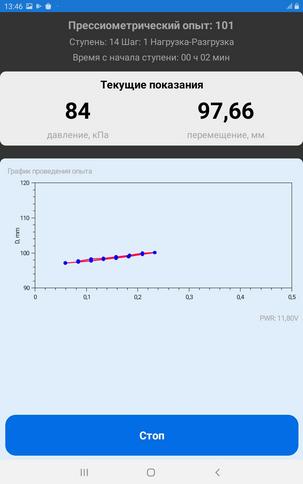 13:46
Прессиометрический опыт: 101
Ступень: 14 Шаг: 1 Нагрузка-Разгрузка
Время с начала ступени: 00 ч 02 мин
Текущие показания
84 97,66
давление, кПа перемещение, мм
График проведения опыта
120
110
100
90
D, mm
0 0,1 0,2 0,3 0,4 0,5
PWR: 11,80V
Стоп